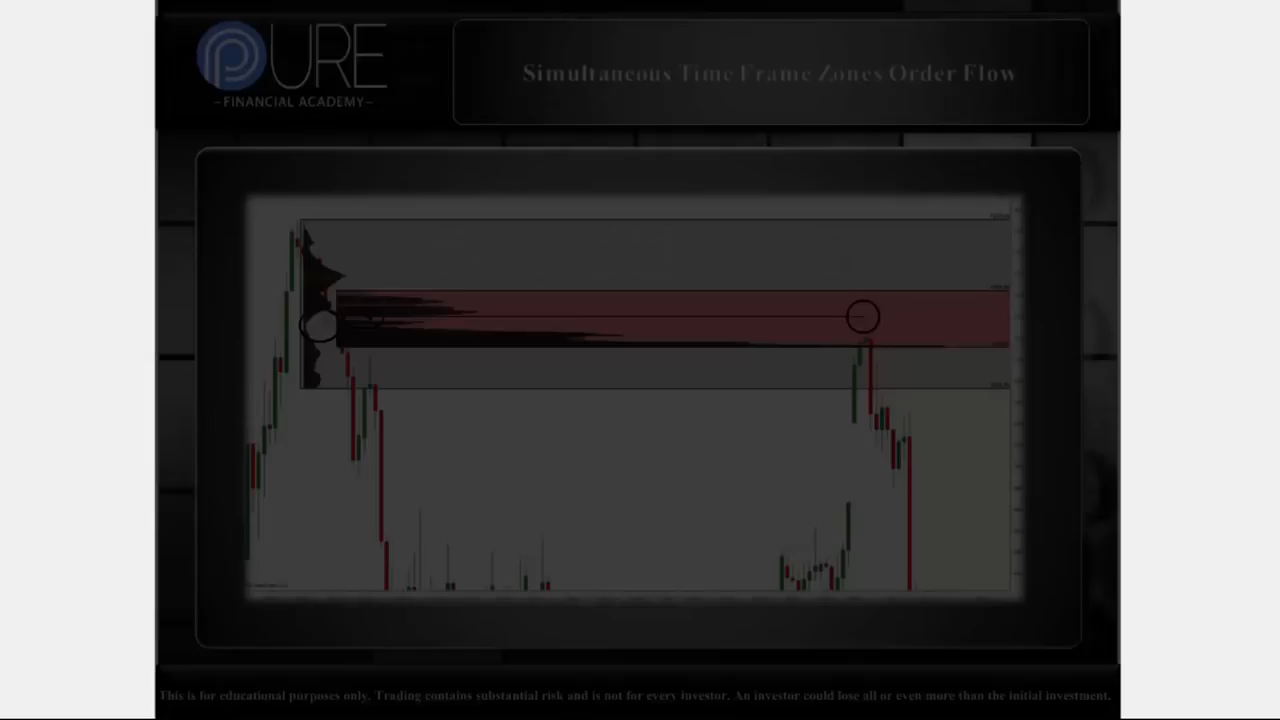 PURE
-FINANCIAL ACADEMY-
Simultaneous Time Frame Zones Order Flow
This is for educational purposes only. Trading contains substantial risk and is not for every investor. An investor could lose all or even more than the initial investment.